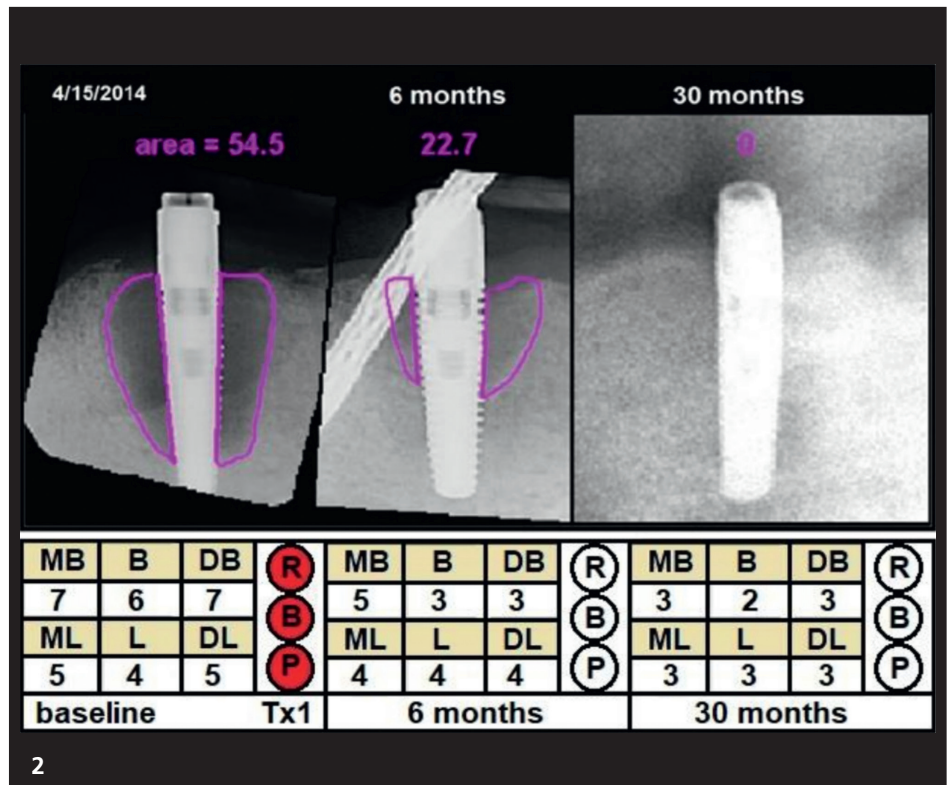 4/15/2014 6 months 30 months
area = 54.5 22.7 0
MB B DB R MB B DB R MB B DB R
7 6 7 B 5 3 3 B 3 2 3 B
ML L DL P ML L DL P ML L DL P
5 4 5 4 4 4 3 3 3
baseline Tx1 6 months 30 months
2